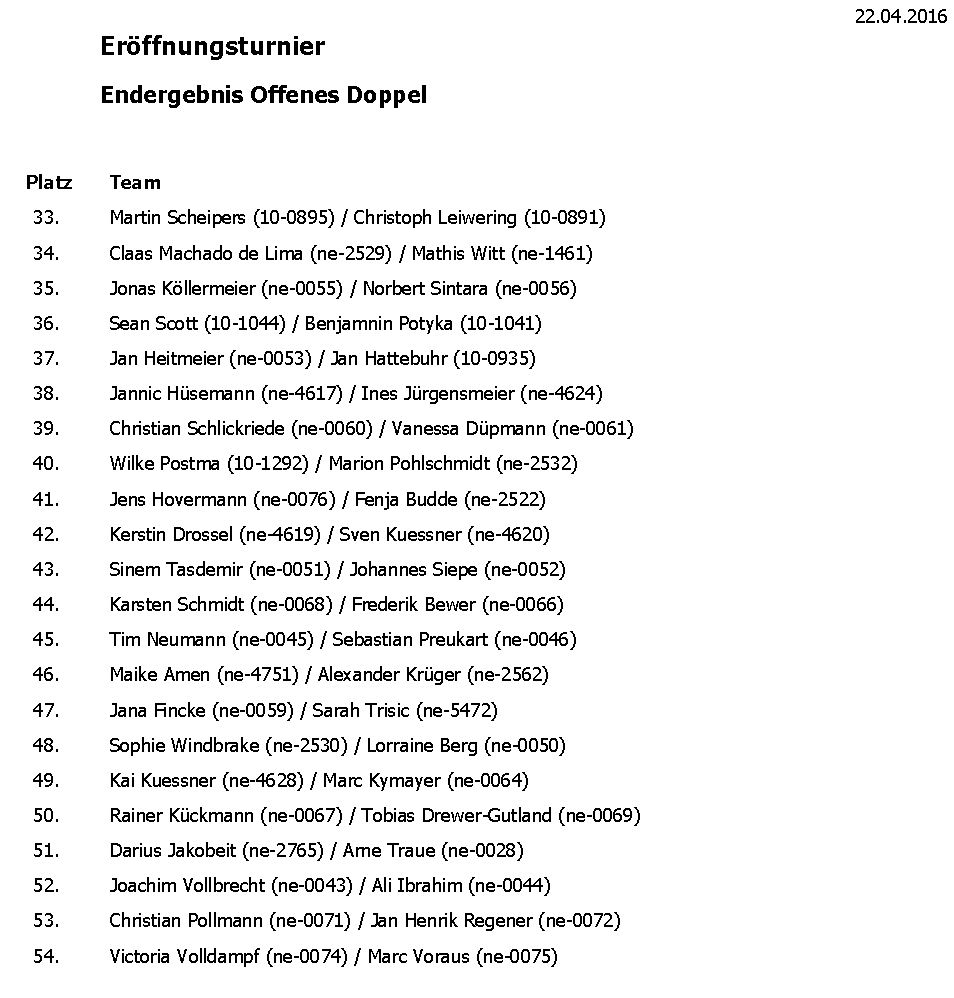 22.04.2016
Eröffnungsturnier
Endergebnis Offenes Doppel
Platz Team
33. Martin Scheipers (10-0895) / Christoph Leiwering (10-0891)
34. Claas Machado de Lima (ne-2529) / Mathis Witt (ne-1461)
35. Jonas Köllermeier (ne-0055) / Norbert Sintara (ne-0056)
36. Sean Scott (10-1044) / Benjamnin Potyka (10-1041)
37. Jan Heitmeier (ne-0053) / Jan Hattebuhr (10-0935)
38. Jannic Hüsemann (ne-4617) / Ines Jürgensmeier (ne-4624)
39. Christian Schlickriede (ne-0060) / Vanessa Düpmann (ne-0061)
40. Wilke Postma (10-1292) / Marion Pohlschmidt (ne-2532)
41. Jens Hovermann (ne-0076) / Fenja Budde (ne-2522)
42. Kerstin Drossel (ne-4619) / Sven Kuessner (ne-4620)
43. Sinem Tasdemir (ne-0051) / Johannes Siepe (ne-0052)
44. Karsten Schmidt (ne-0068) / Frederik Bewer (ne-0066)
45. Tim Neumann (ne-0045) / Sebastian Preukart (ne-0046)
46. Maike Amen (ne-4751) / Alexander Krüger (ne-2562)
47. Jana Fincke (ne-0059) / Sarah Trisic (ne-5472)
48. Sophie Windbrake (ne-2530) / Lorraine Berg (ne-0050)
49. Kai Kuessner (ne-4628) / Marc Kymayer (ne-0064)
50. Rainer Kückmann (ne-0067) / Tobias Drewer-Gutland (ne-0069)
51. Darius Jakobeit (ne-2765) / Arne Traue (ne-0028)
52. Joachim Vollbrecht (ne-0043) / Ali Ibrahim (ne-0044)
53. Christian Pollmann (ne-0071) / Jan Henrik Regener (ne-0072)
54. Victoria Volldampf (ne-0074) / Marc Voraus (ne-0075)